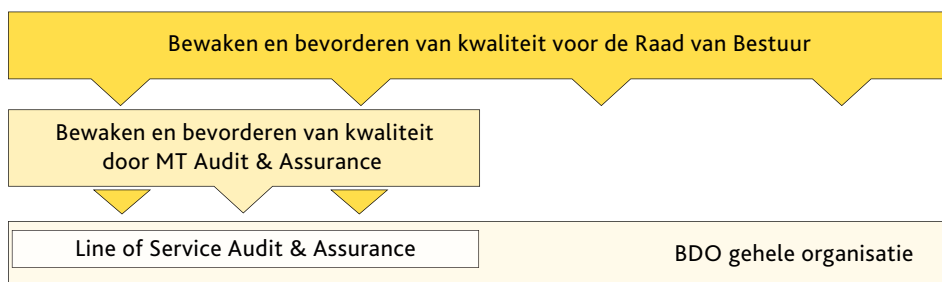 Bewaken en bevorderen van kwaliteit voor de Raad van Bestuur
Bewaken en bevorderen van kwaliteit
door MT Audit & Assurance
Line of Service Audit & Assurance
BDO gehele organisatie